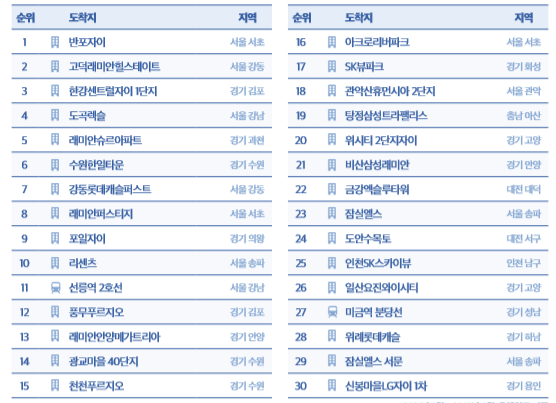 순위 도착지 지역
1 반포자이 서울 서초
2 고덕래미안힐스테이트 서울 강동
3 한강센트럴자이 1단지 경기 김포
4 도곡렉슬 서울 강남
5 래미안슈르아파트 경기 과천
6 수원한일타운 경기 수원
7 강동롯데캐슬퍼스트 서울 강동
8 래미안퍼스티지 서울 서초
9 포일자이 경기 의왕
10 리센츠 서울 송파
11 선릉역 2호선 서울 강남
12 풍무푸르지오 경기 김포
13 래미안안양메가트리아 경기 안양
14 광교마을 40단지 경기 수원
15 천천푸르지오 경기 수원
순위 도착지 지역
16 아크로리버파크 서울 서초
17 SK뷰파크 경기 화성
18 관악산휴먼시아 2단지 서울 관악
19 탕정삼성트라팰리스 충남 아산
20 위시티 2단지자이 경기 고양
21 비산삼성래미안 경기 안양
22 금강엑슬루타워 대전 대덕
23 잠실엘스 서울 송파
24 도안수목토 대전 서구
25 인천SK스카이뷰 인천 남구
26 일산요진와이시티 경기 고양
27 미금역 분당선 경기 성남
28 위례롯데캐슬 경기 하남
29 잠실엘스 서문 서울 송파
30 신봉마을LG자이 1차 경기 용인